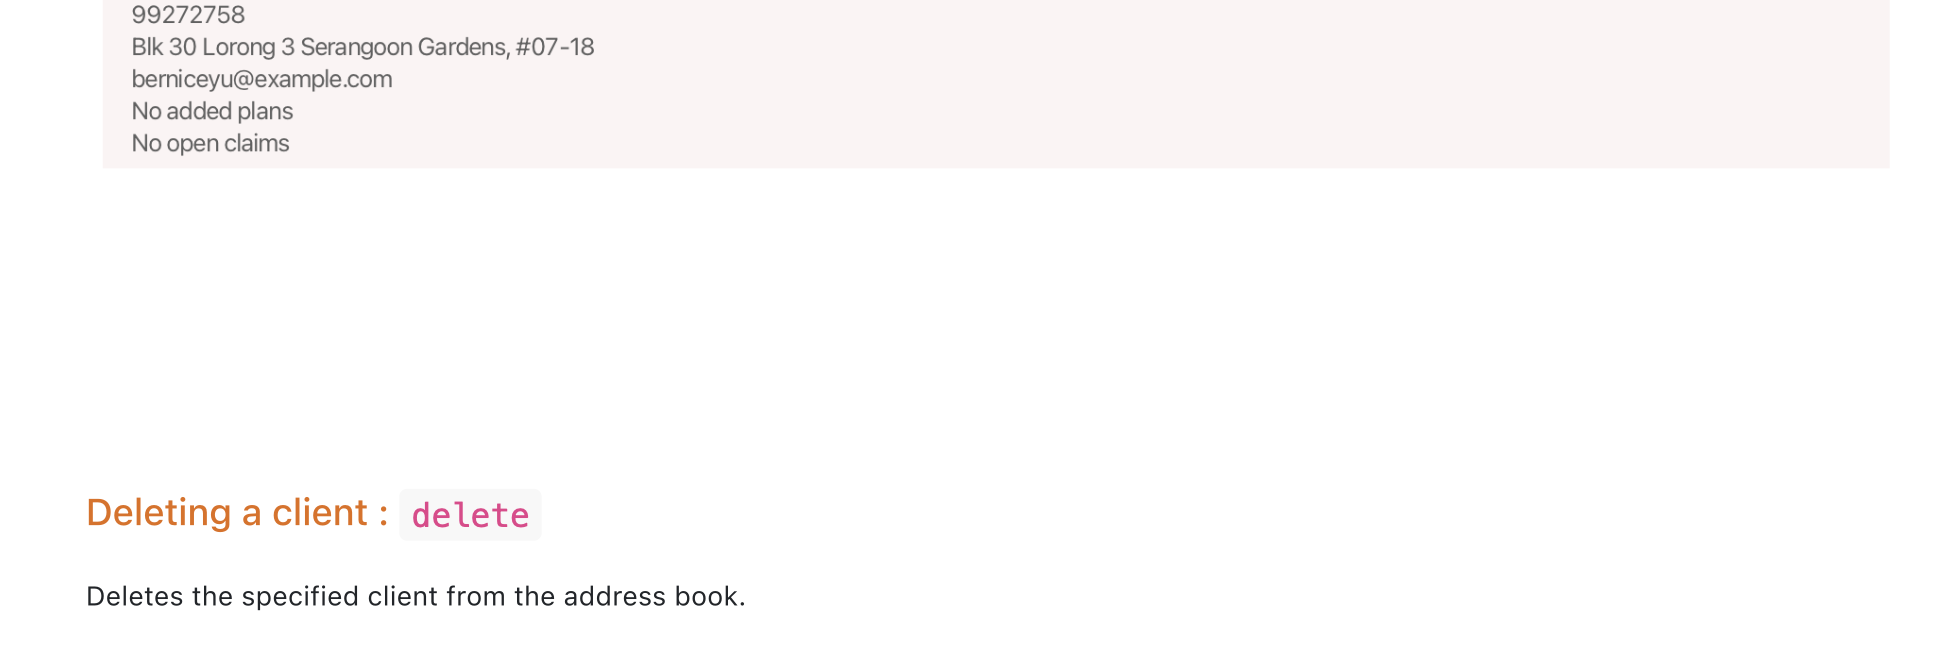 99272758
Blk 30 Lorong 3 Serangoon Gardens, #07-18
berniceyu@example.com
No added plans
No open claims
Deleting a client : delete
Deletes the specified client from the address book.